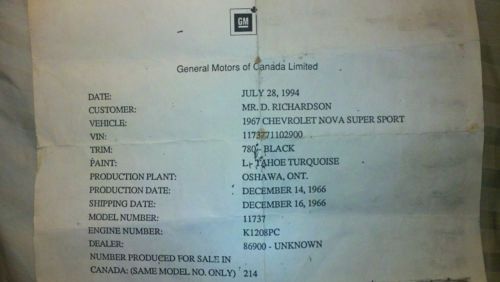 GM
General Motors of Canada Limited
DATE: JULY 28, 1994
CUSTOMER: MR. D. RICHARDSON
VEHICLE: 1967 CHEVROLET NOVA SUPER SPORT
VIN: 1173771102900
TRIM: 780 - BLACK
PAINT: L - TAHOE TURQUOISE
PRODUCTION PLANT: OSHAWA, ONT.
PRODUCTION DATE: DECEMBER 14, 1966
SHIPPING DATE: DECEMBER 16, 1966
MODEL NUMBER: 11737
ENGINE NUMBER: K1208PC
DEALER: 86900 - UNKNOWN
NUMBER PRODUCED FOR SALE IN
CANADA: (SAME MODEL NO. ONLY) 214